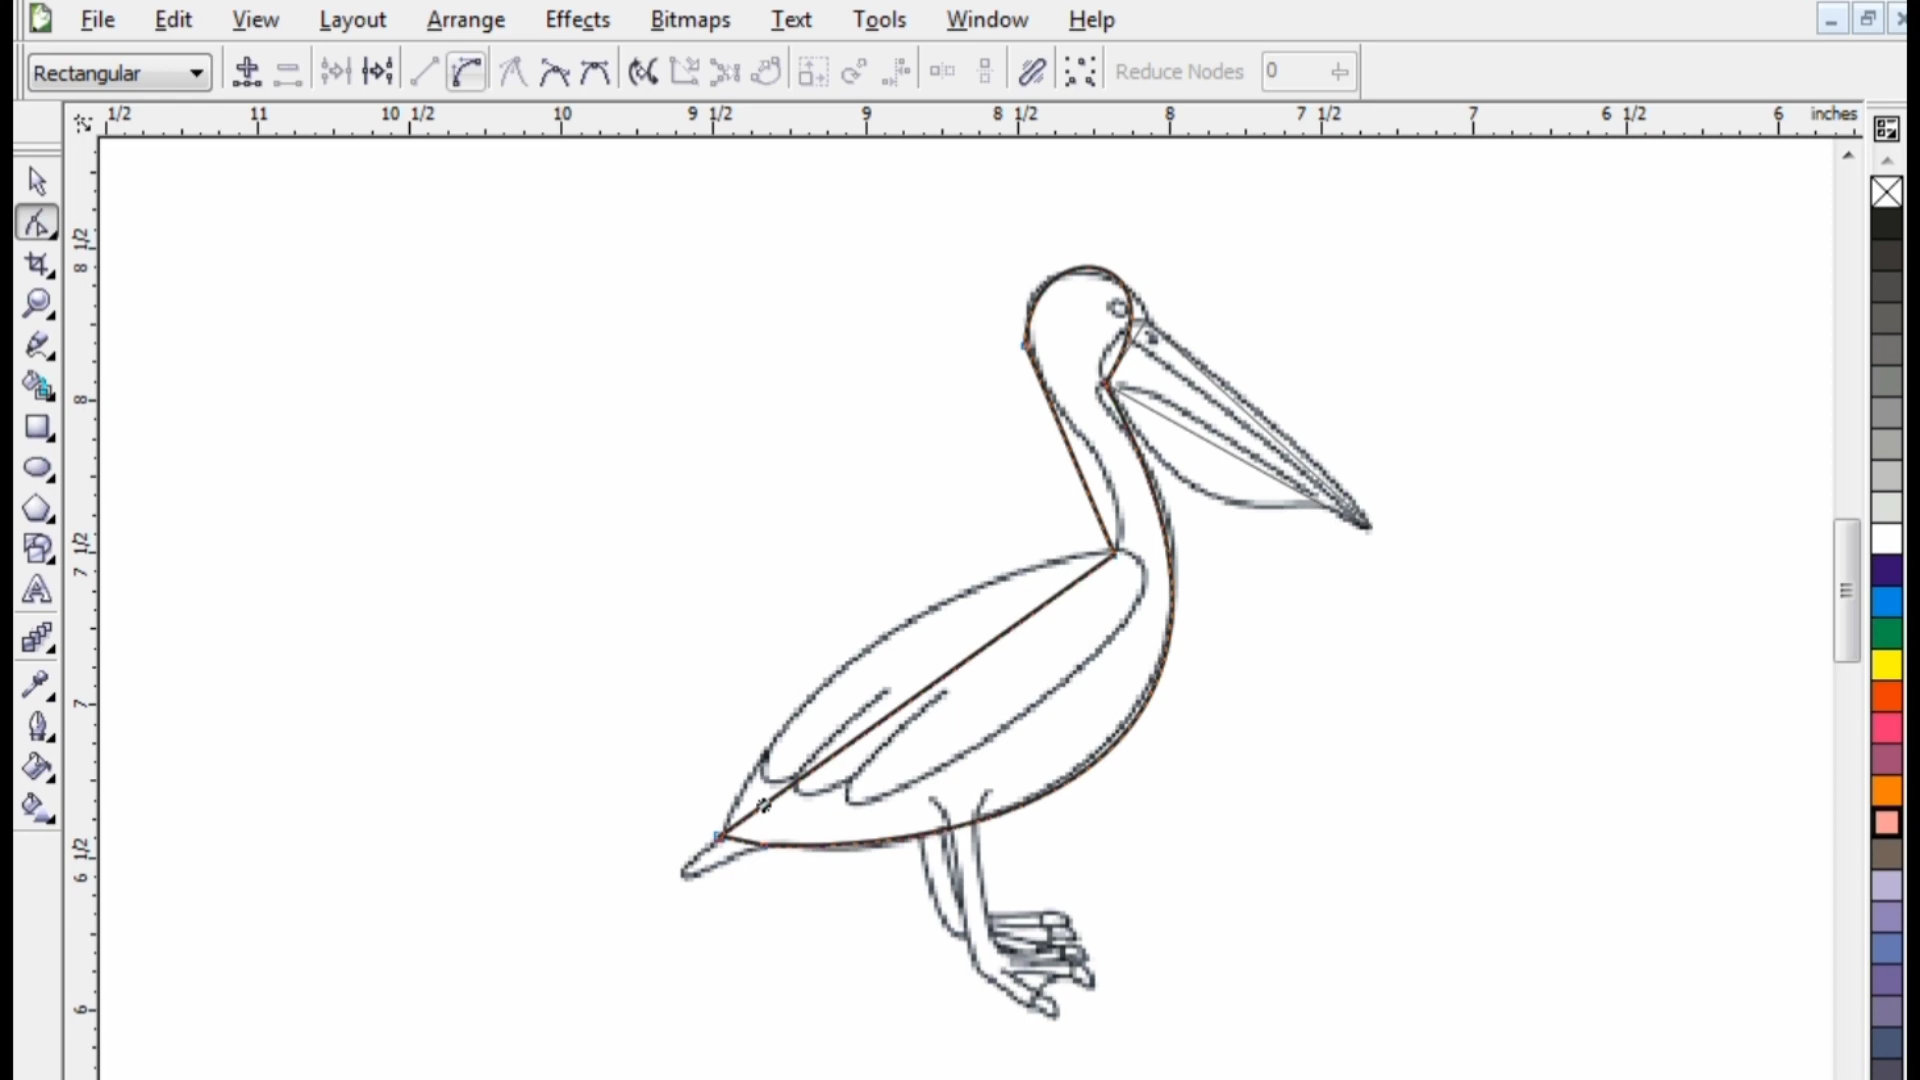 File Edit View Layout Arrange Effects Bitmaps Text Tools Window Help
Rectangular Reduce Nodes 0
1/2 11 10 1/2 10 9 1/2 9 8 1/2 8 7 1/2 7 6 1/2 6 inches
8 1/2
8
7 1/2
7
6 1/2
6